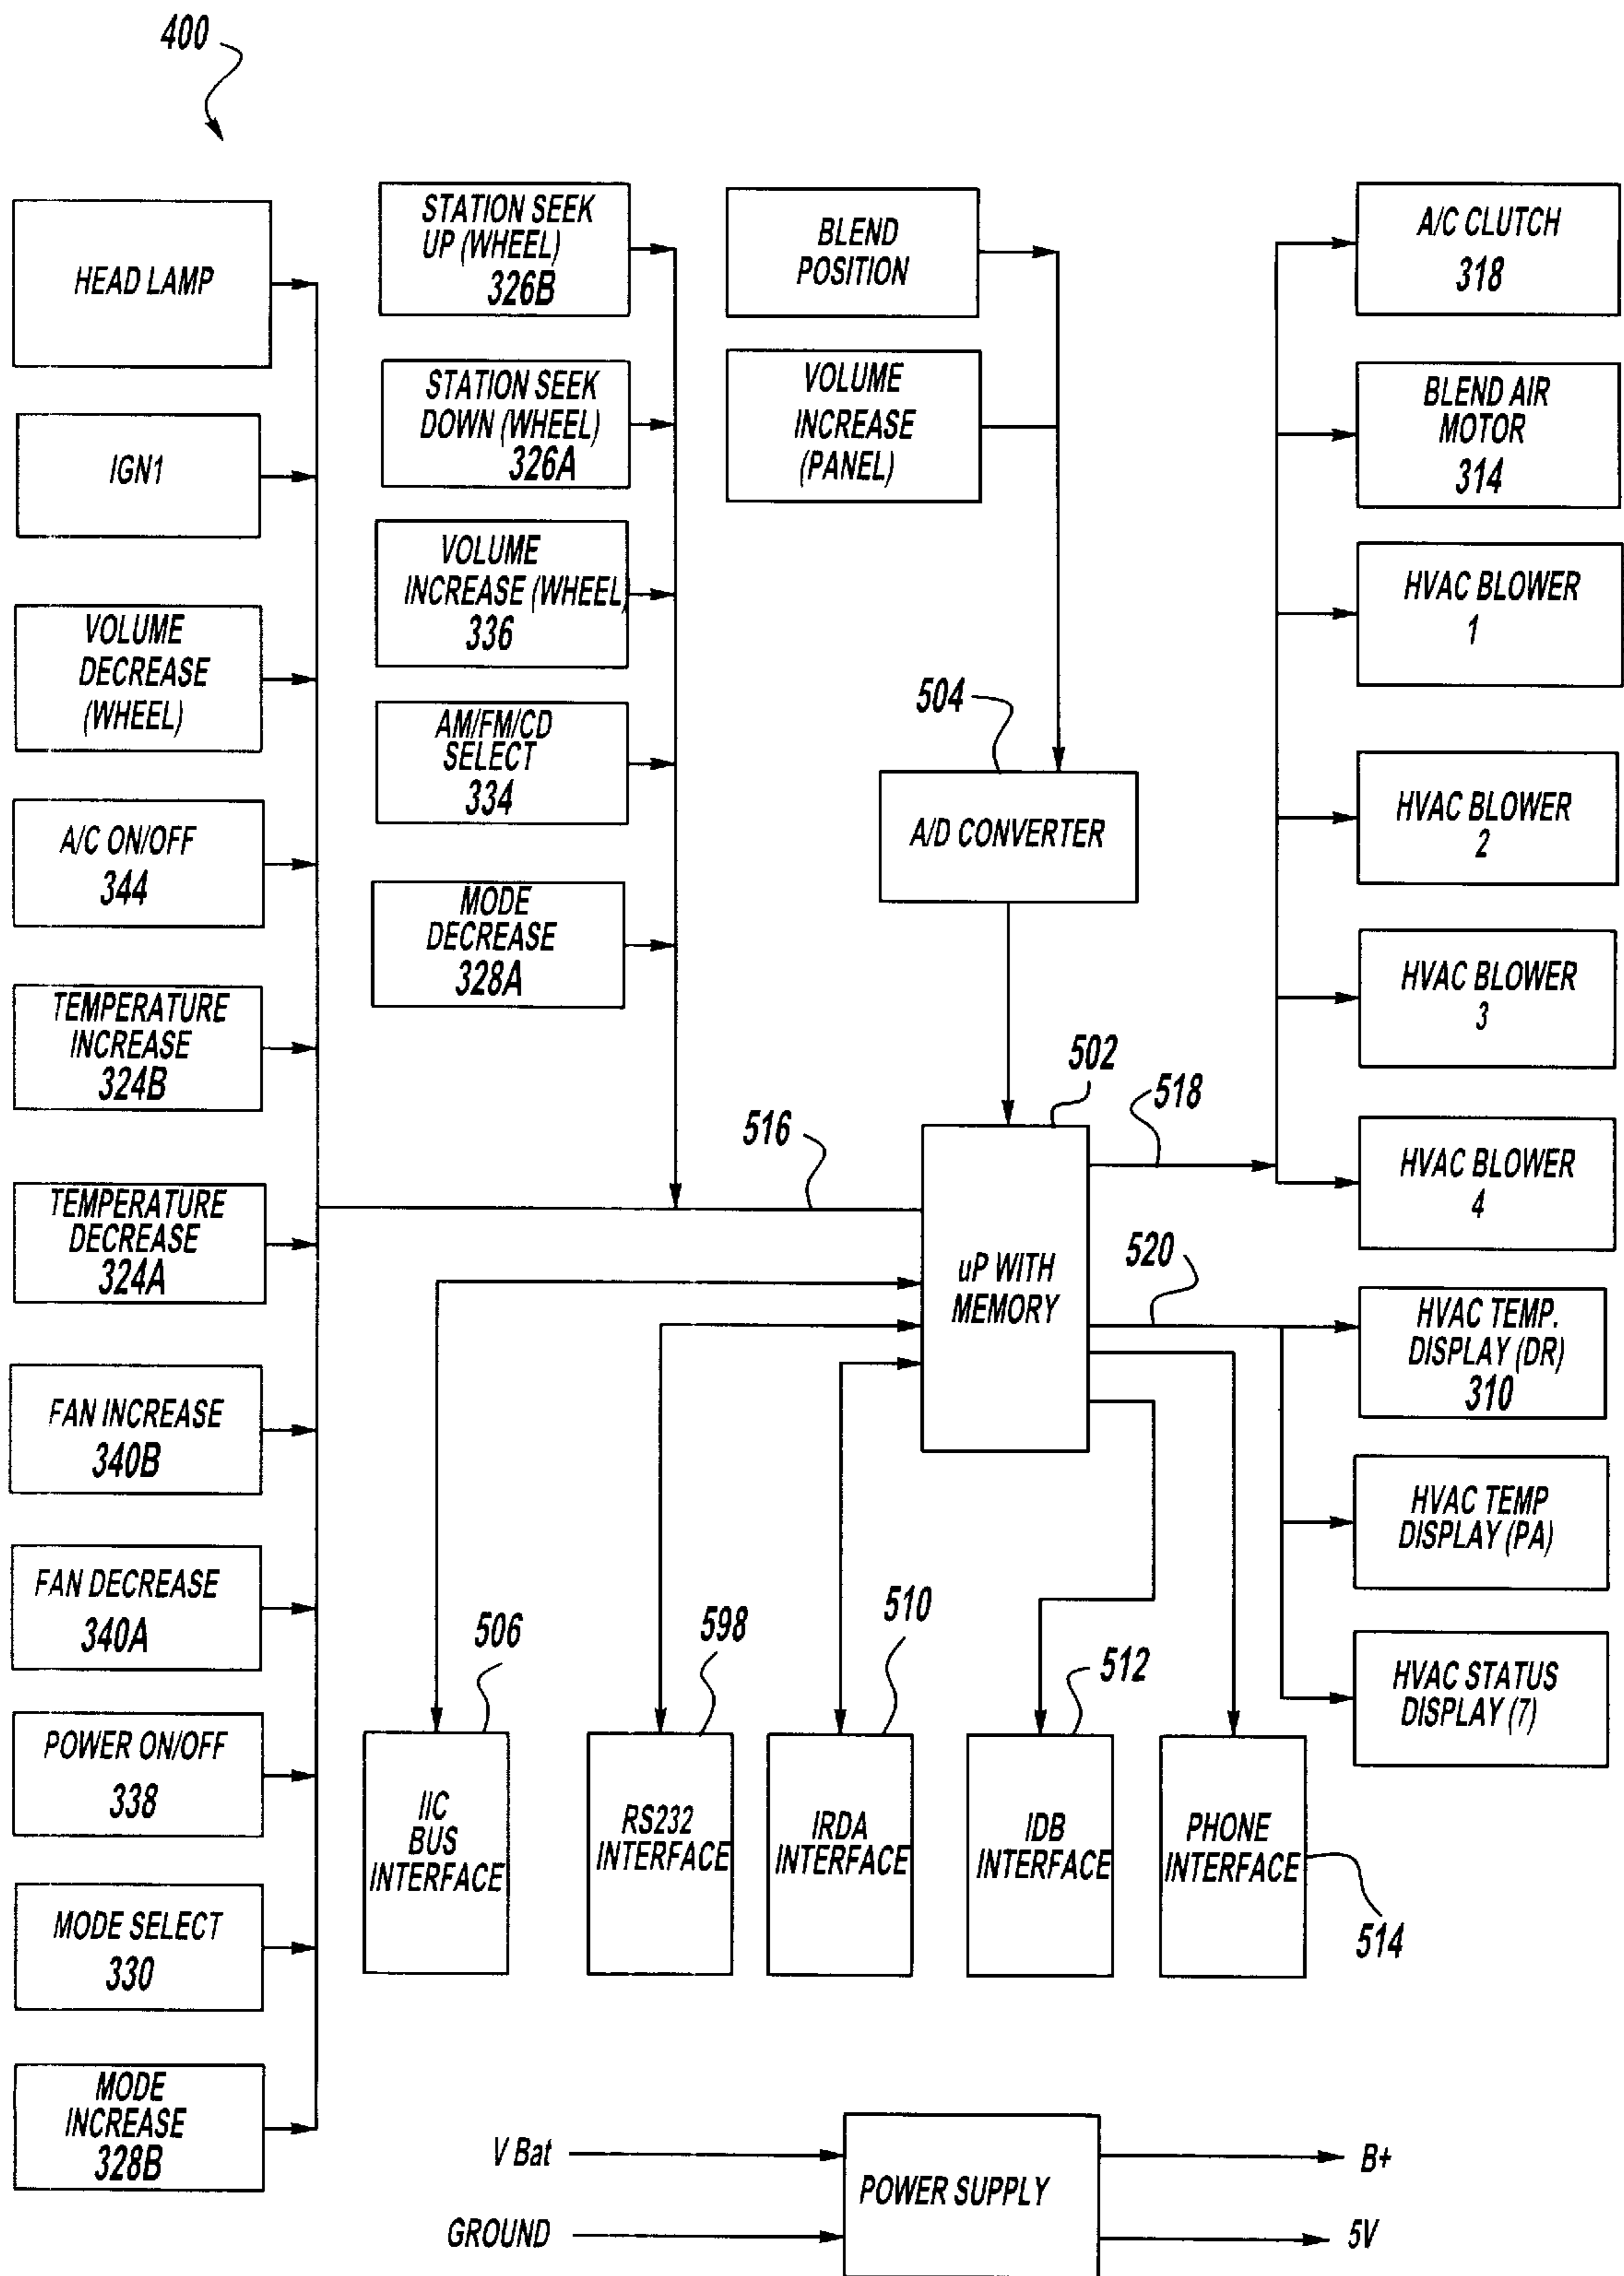 400
HEAD LAMP
IGN1
VOLUME
DECREASE
(WHEEL)
A/C ON/OFF
344
TEMPERATURE
INCREASE
324B
TEMPERATURE
DECREASE
324A
FAN INCREASE
340B
FAN DECREASE
340A
POWER ON/OFF
338
MODE SELECT
330
MODE
INCREASE
328B
STATION SEEK
UP (WHEEL)
326B
STATION SEEK
DOWN (WHEEL)
326A
VOLUME
INCREASE (WHEEL)
336
AM/FM/CD
SELECT
334
MODE
DECREASE
328A
BLEND
POSITION
VOLUME
INCREASE
(PANEL)
504
A/D CONVERTER
502
518
516
uP WITH
MEMORY
520
A/C CLUTCH
318
BLEND AIR
MOTOR
314
HVAC BLOWER
1
HVAC BLOWER
2
HVAC BLOWER
3
HVAC BLOWER
4
HVAC TEMP.
DISPLAY (DR)
310
HVAC TEMP
DISPLAY (PA)
HVAC STATUS
DISPLAY (7)
506
IIC
BUS
INTERFACE
598
RS232
INTERFACE
510
IRDA
INTERFACE
512
IDB
INTERFACE
PHONE
INTERFACE
514
V Bat
GROUND
POWER SUPPLY
B+
5V